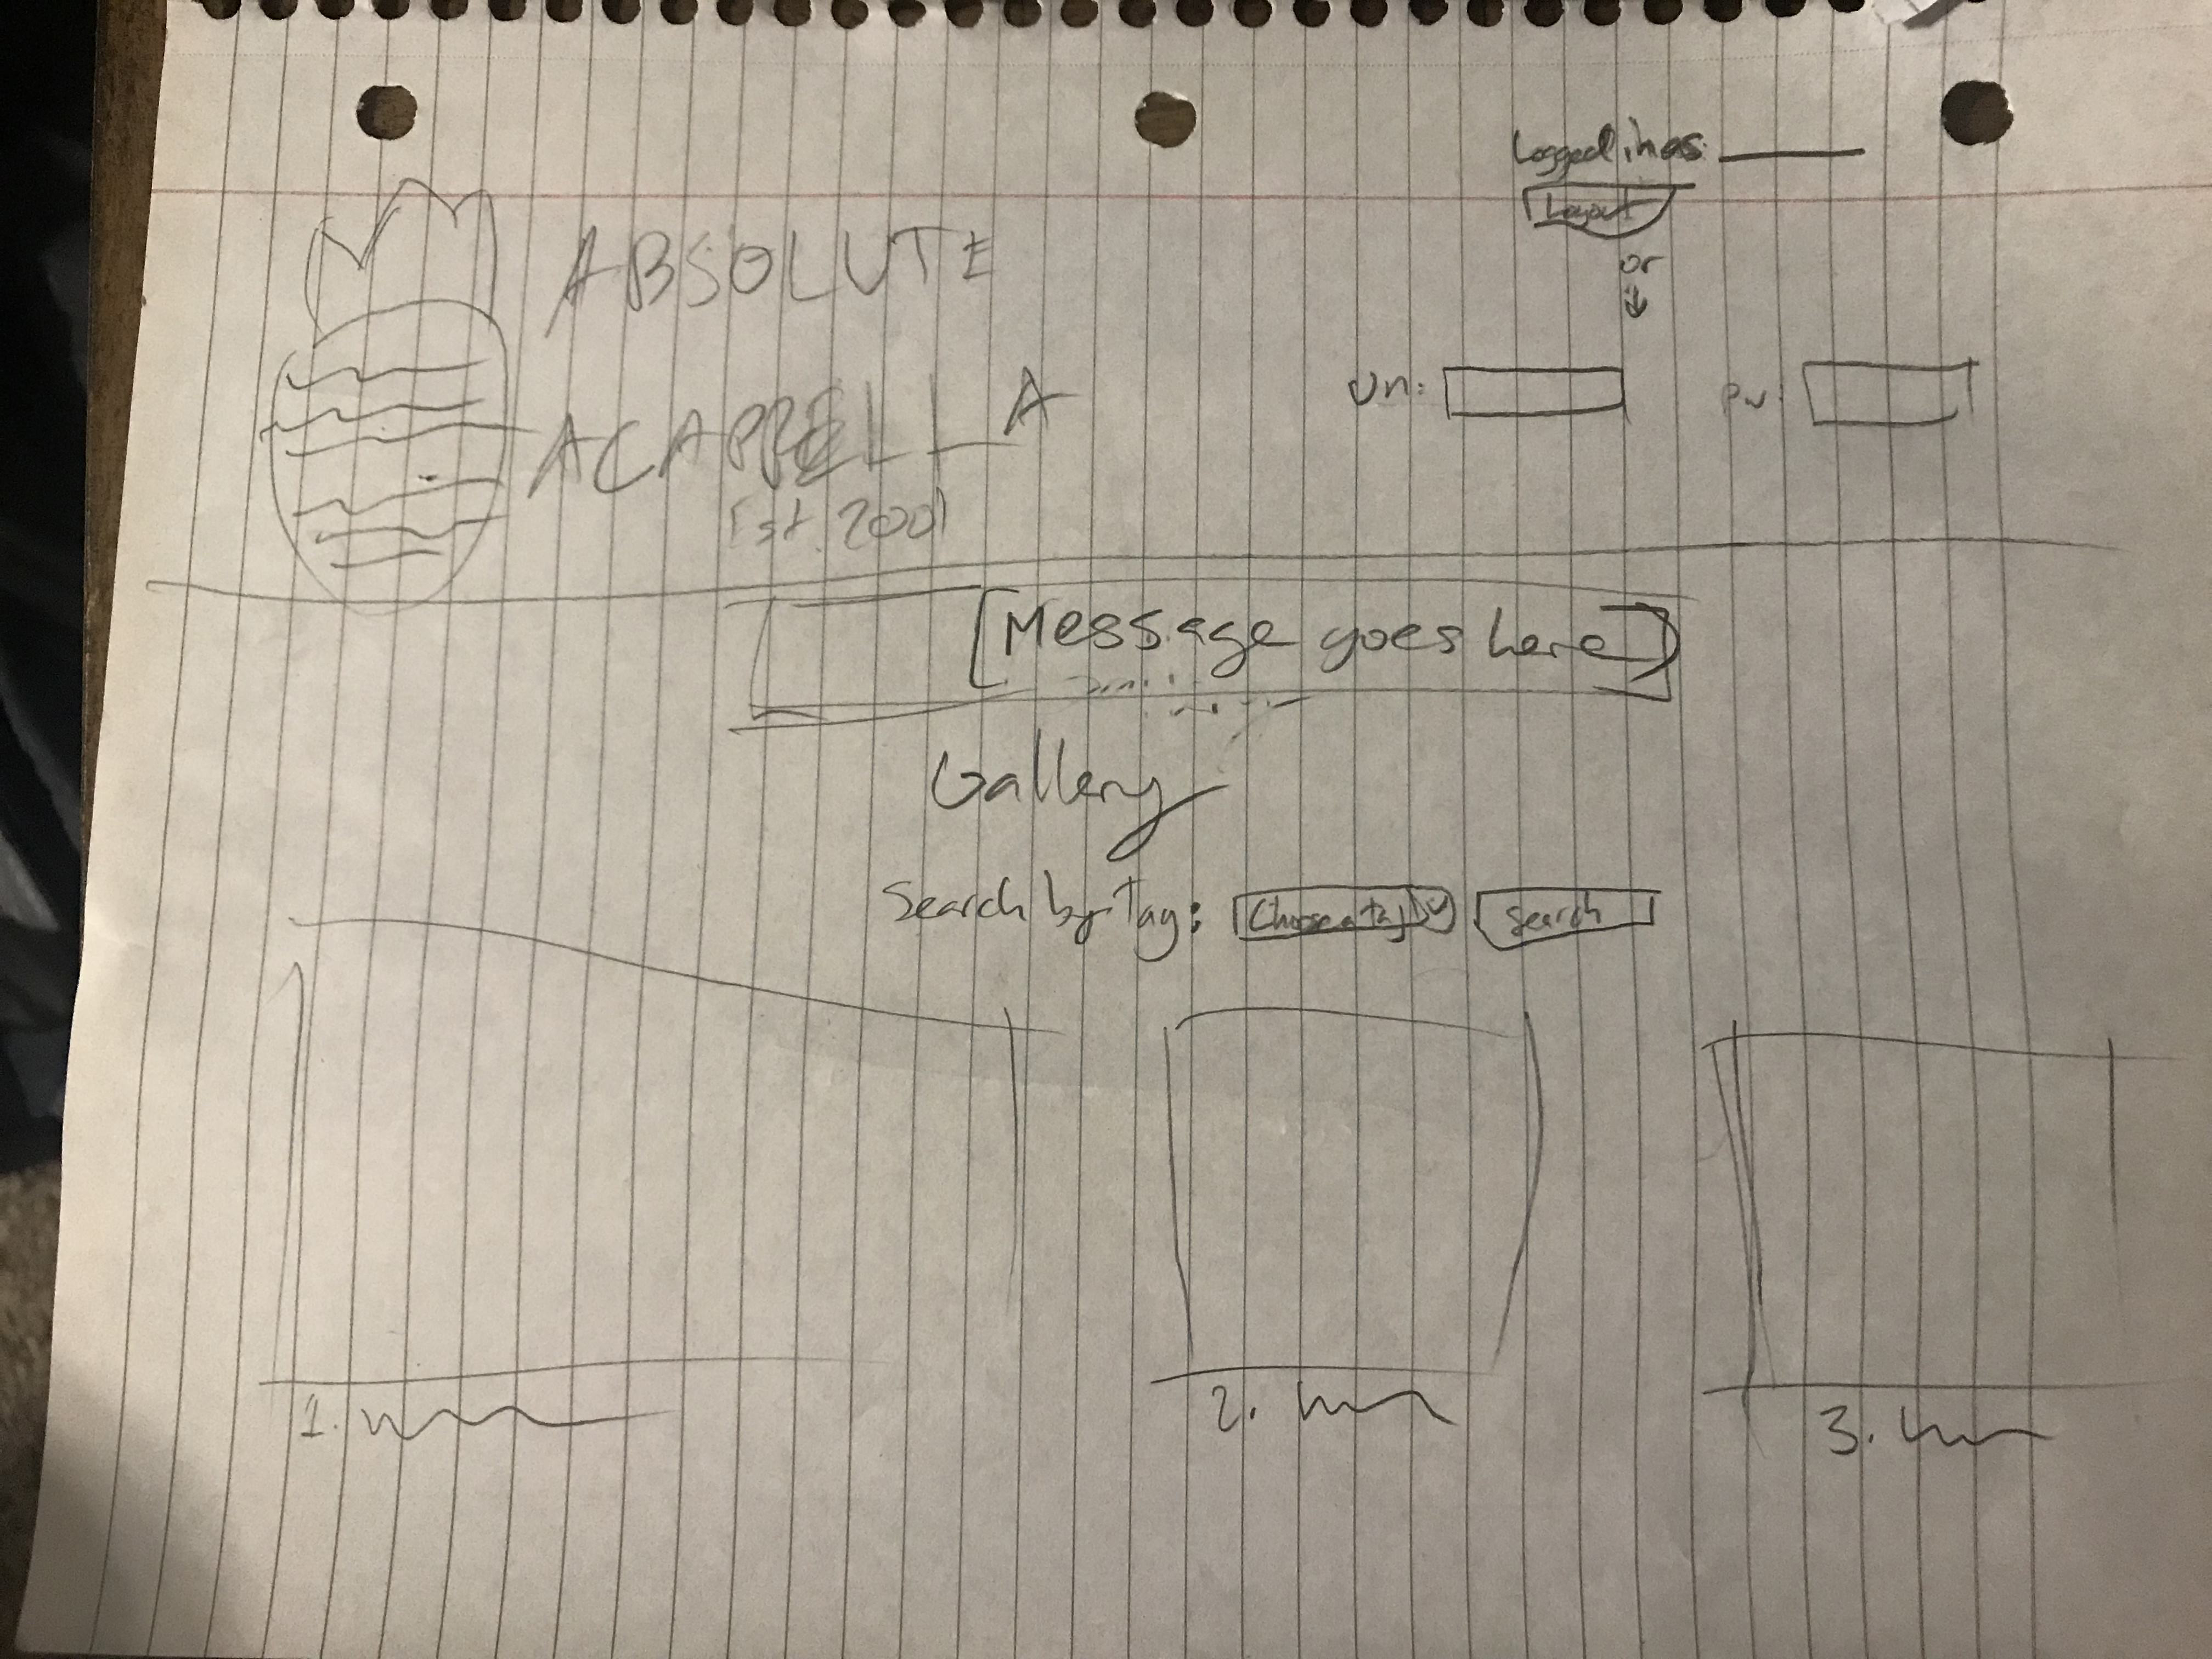 Logged in as:
Logout
or
ABSOLUTE
ACAPPELLA
Est. 2001
Un:
Pw:
[Message goes here]
Gallery
Search by Tag: Choose a tag Search
1.
2.
3.